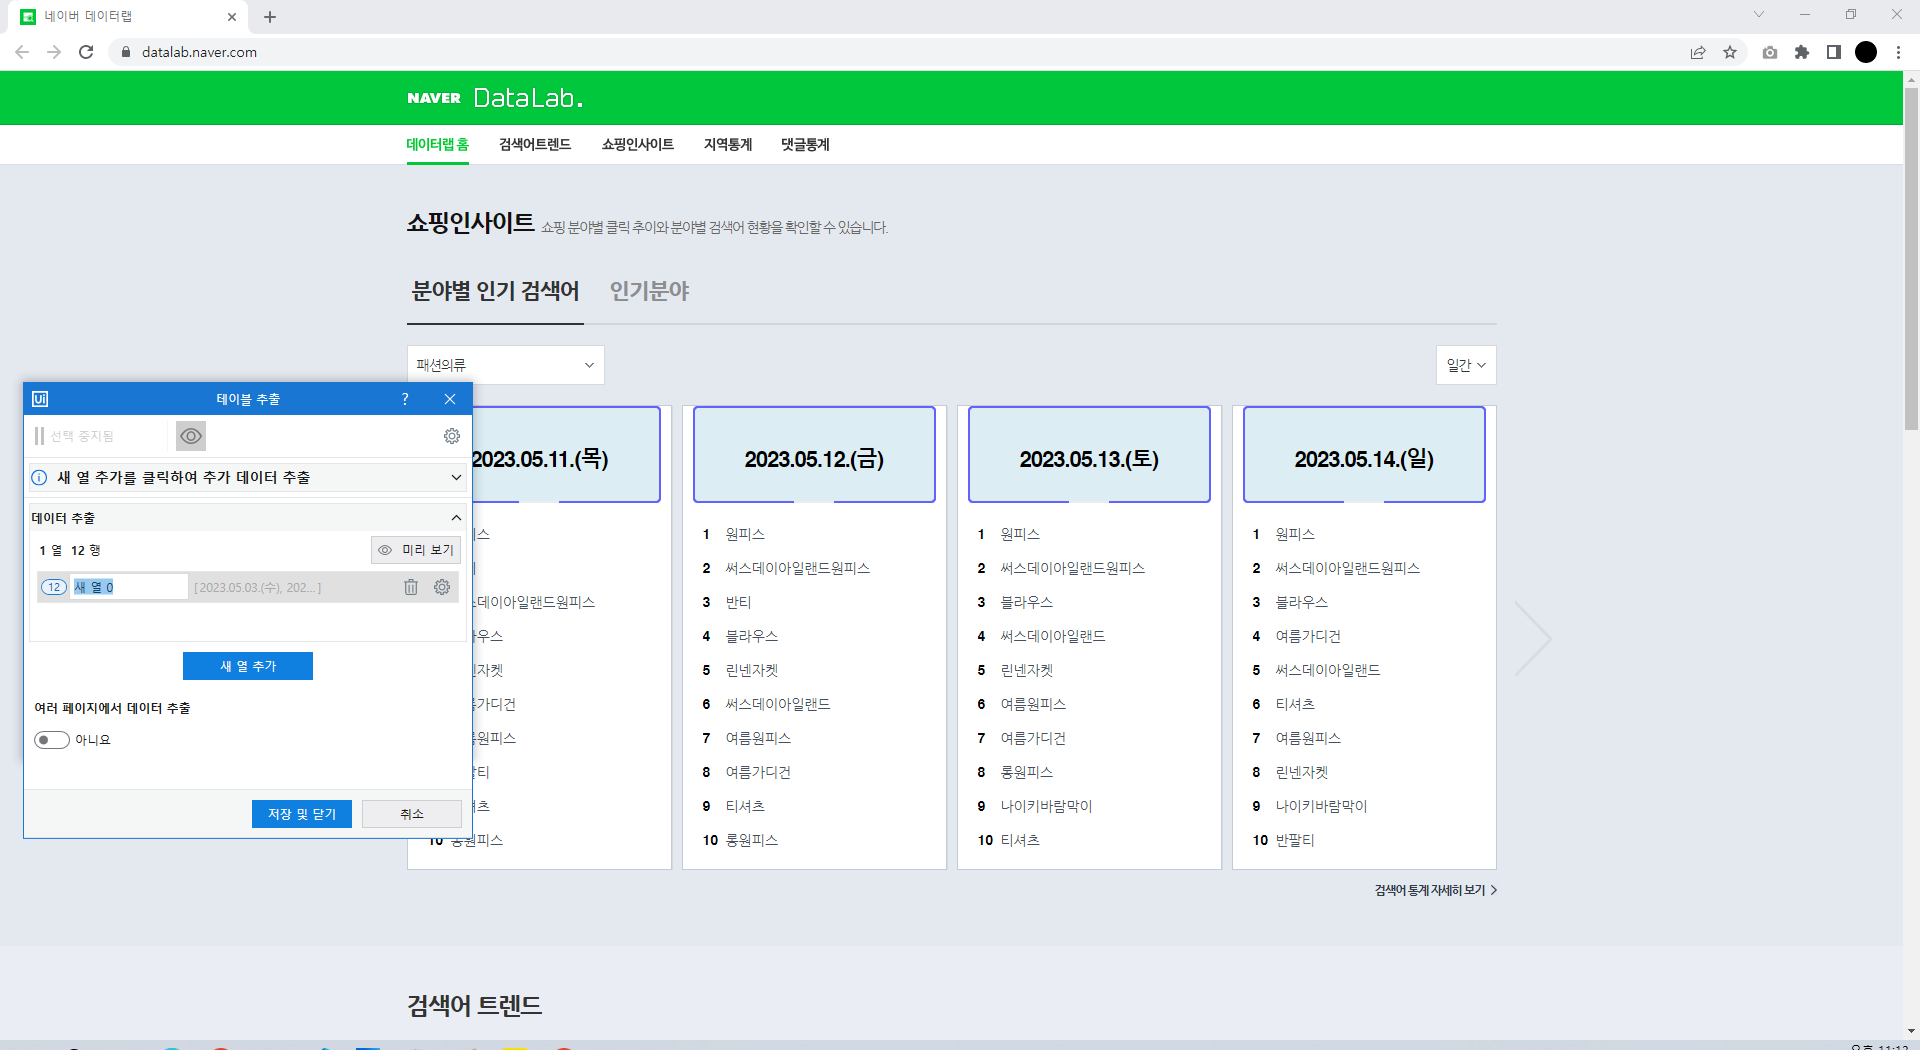 네이버 데이터랩
datalab.naver.com
NAVER DataLab.
데이터랩 홈 검색어트렌드 쇼핑인사이트 지역통계 댓글통계
쇼핑인사이트 쇼핑 분야별 클릭 추이와 분야별 검색어 현황을 확인할 수 있습니다.
분야별 인기 검색어 인기분야
패션의류 일간
Ui 테이블 추출 ?
선택 중지됨
새 열 추가를 클릭하여 추가 데이터 추출
데이터 추출
1 열 12 행 미리 보기
12 새 열 0 [2023.05.03.(수), 202...]
새 열 추가
여러 페이지에서 데이터 추출
아니요
저장 및 닫기 취소
2023.05.11.(목)
스
데이아일랜드원피스
우스
자켓
가디건
원피스
티
츠
10 롱원피스
2023.05.12.(금)
1 원피스
2 써스데이아일랜드원피스
3 반티
4 블라우스
5 린넨자켓
6 써스데이아일랜드
7 여름원피스
8 여름가디건
9 티셔츠
10 롱원피스
2023.05.13.(토)
1 원피스
2 써스데이아일랜드원피스
3 블라우스
4 써스데이아일랜드
5 린넨자켓
6 여름원피스
7 여름가디건
8 롱원피스
9 나이키바람막이
10 티셔츠
2023.05.14.(일)
1 원피스
2 써스데이아일랜드원피스
3 블라우스
4 여름가디건
5 써스데이아일랜드
6 티셔츠
7 여름원피스
8 린넨자켓
9 나이키바람막이
10 반팔티
검색어 통계 자세히 보기 >
검색어 트렌드